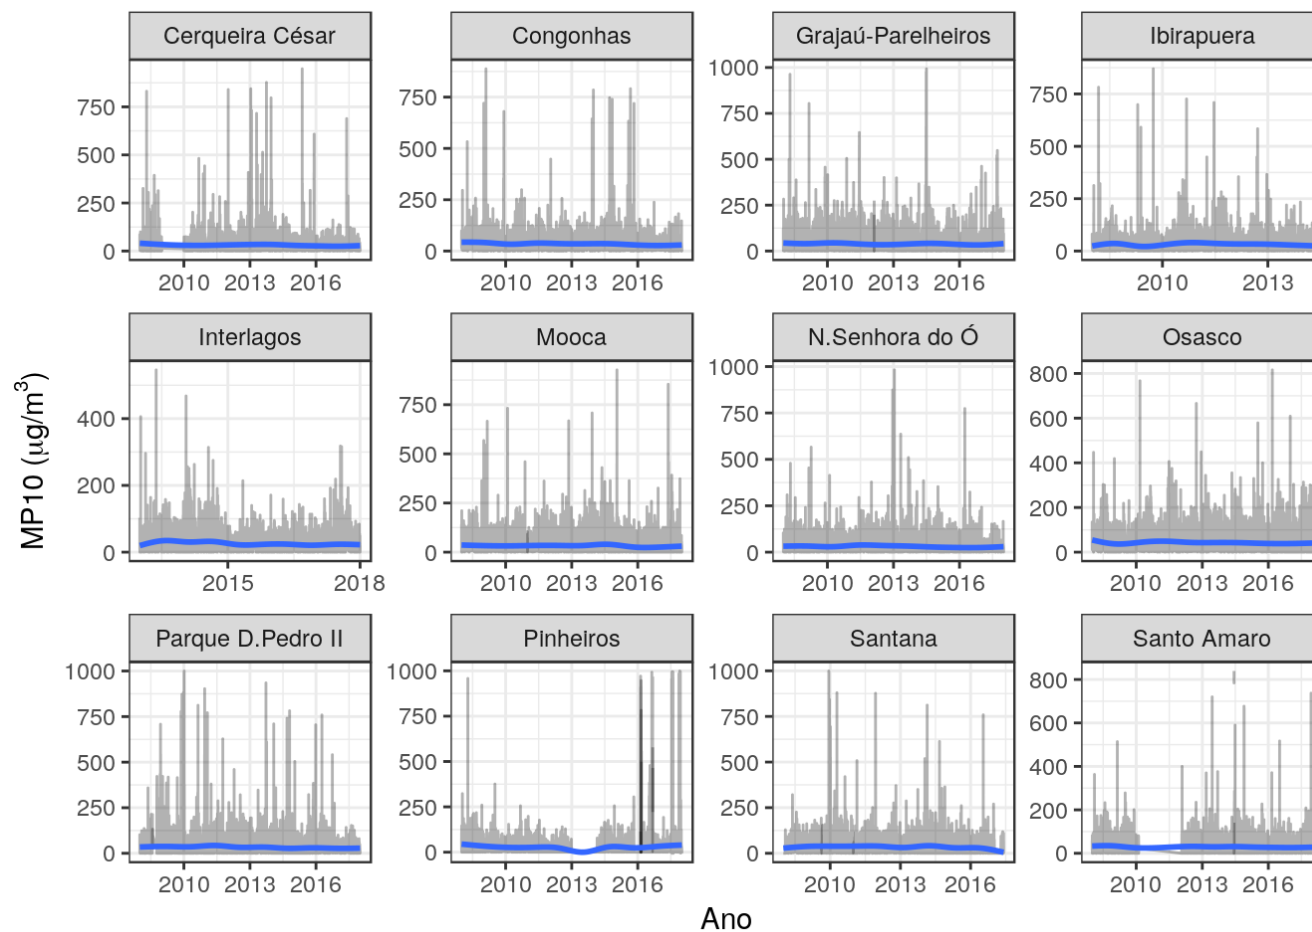 Cerqueira César Congonhas Grajaú-Parelheiros Ibirapuera
750 500 250 0
750 500 250 0
1000 750 500 250 0
750 500 250 0
2010 2013 2016 2010 2013 2016 2010 2013 2016 2010 2013
Interlagos Mooca N.Senhora do Ó Osasco
400 200 0
750 500 250 0
1000 750 500 250 0
800 600 400 200 0
2015 2018 2010 2013 2016 2010 2013 2016 2010 2013 2016
Parque D.Pedro II Pinheiros Santana Santo Amaro
1000 750 500 250 0
1000 750 500 250 0
1000 750 500 250 0
800 600 400 200 0
2010 2013 2016 2010 2013 2016 2010 2013 2016 2010 2013 2016
MP10 (μg/m³)
Ano